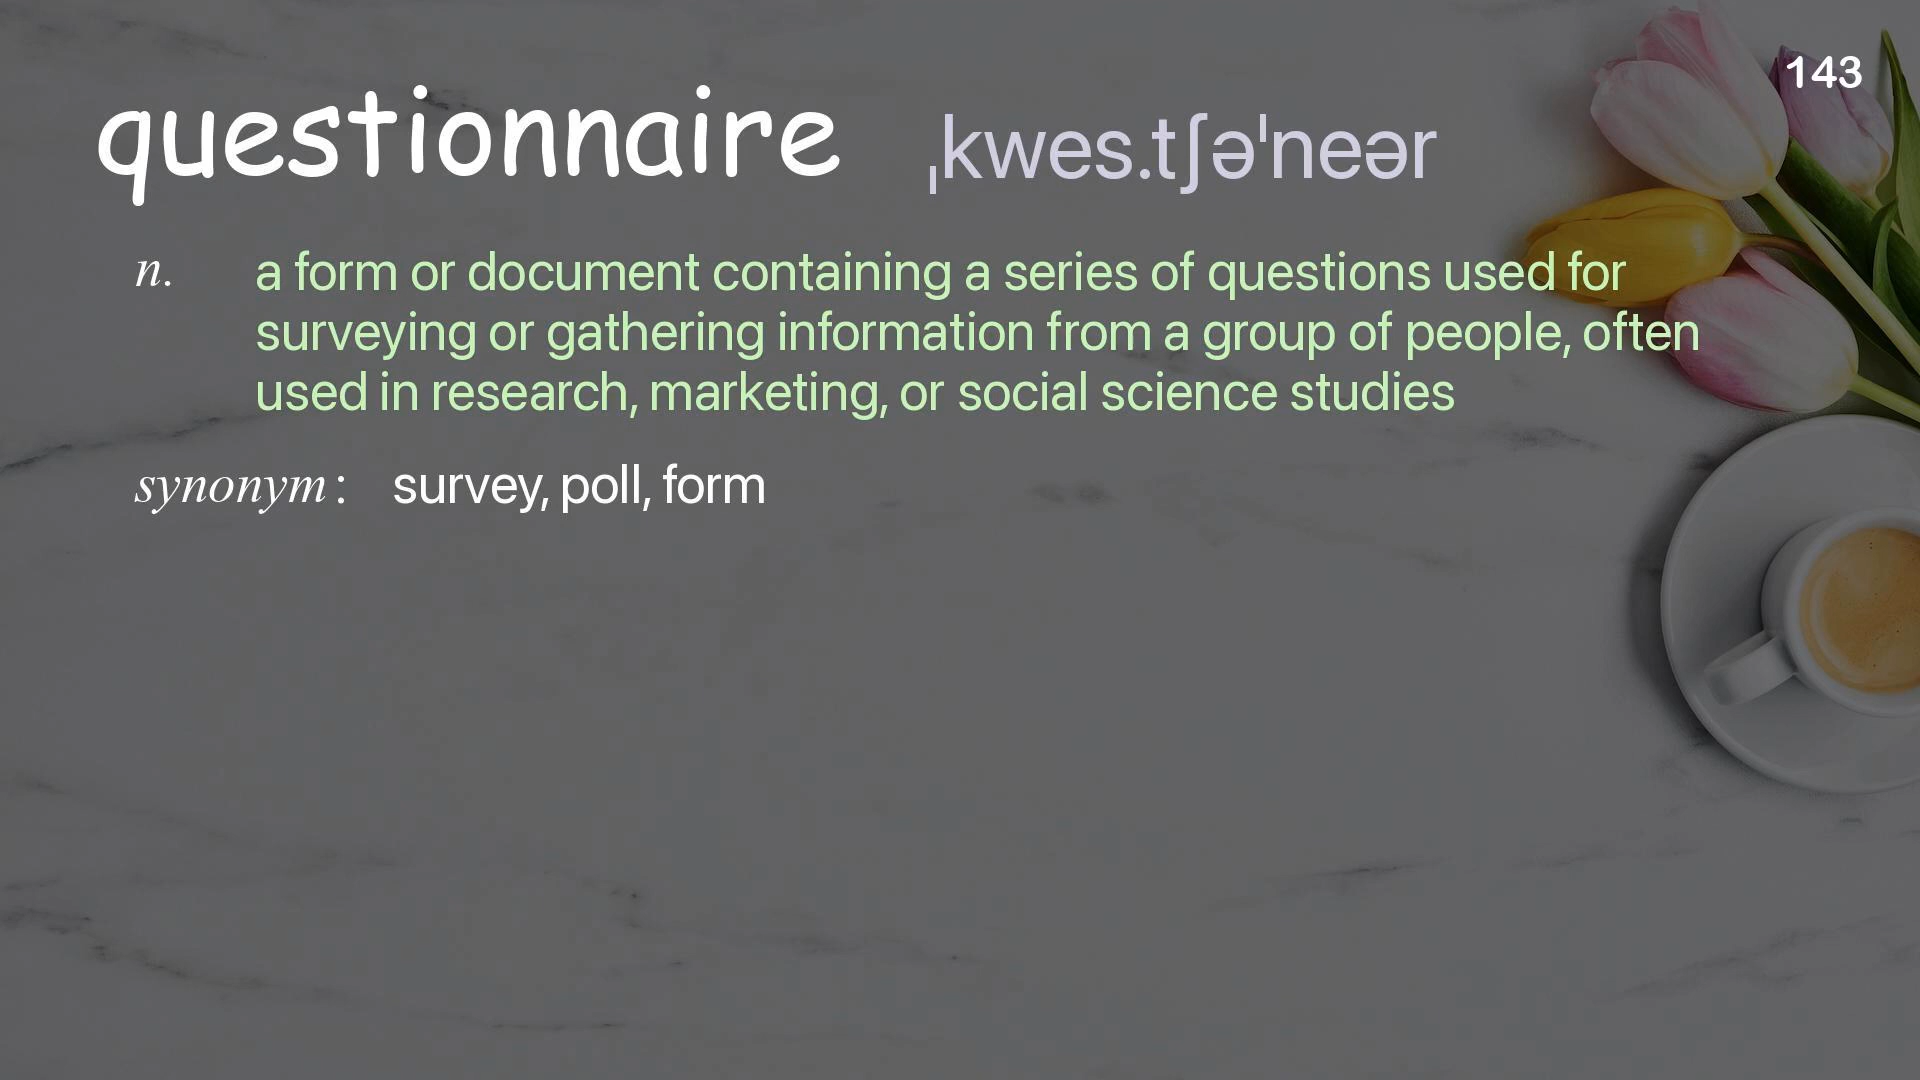 143
questionnaire ˌkwes.tʃəˈneər
n. a form or document containing a series of questions used for
surveying or gathering information from a group of people, often
used in research, marketing, or social science studies
synonym: survey, poll, form